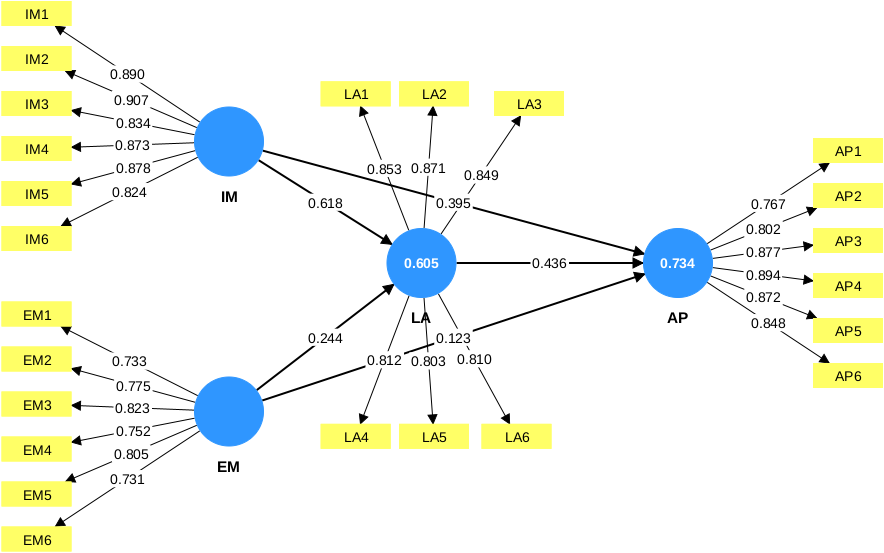 IM1
IM2
IM3
IM4
IM5
IM6
0.890
0.907
0.834
0.873
0.878
0.824
IM
EM1
EM2
EM3
EM4
EM5
EM6
0.733
0.775
0.823
0.752
0.805
0.731
EM
LA1
LA2
LA3
0.853
0.871
0.849
0.618
0.395
0.605
0.436
LA
0.244
0.123
0.812
0.803
0.810
LA4
LA5
LA6
0.734
AP
0.767
0.802
0.877
0.894
0.872
0.848
AP1
AP2
AP3
AP4
AP5
AP6